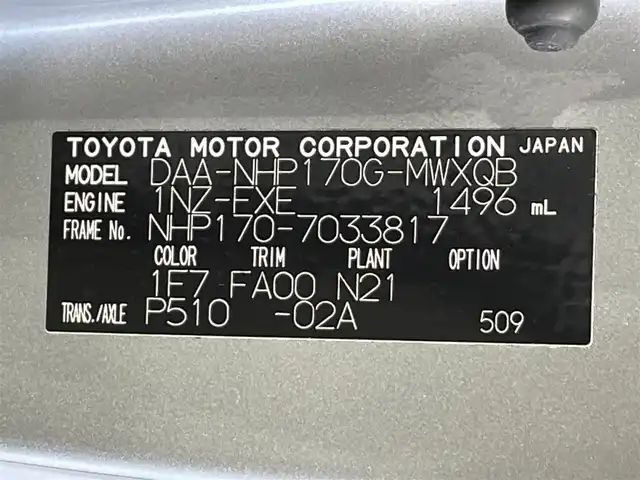 TOYOTA MOTOR CORPORATION JAPAN
MODEL DAA-NHP170G-MWXQB
ENGINE 1NZ-FXE 1496 mL
FRAME No. NHP170-7033817
COLOR TRIM PLANT OPTION
1F7 FA00 N21
TRANS./AXLE P510 -02A 509